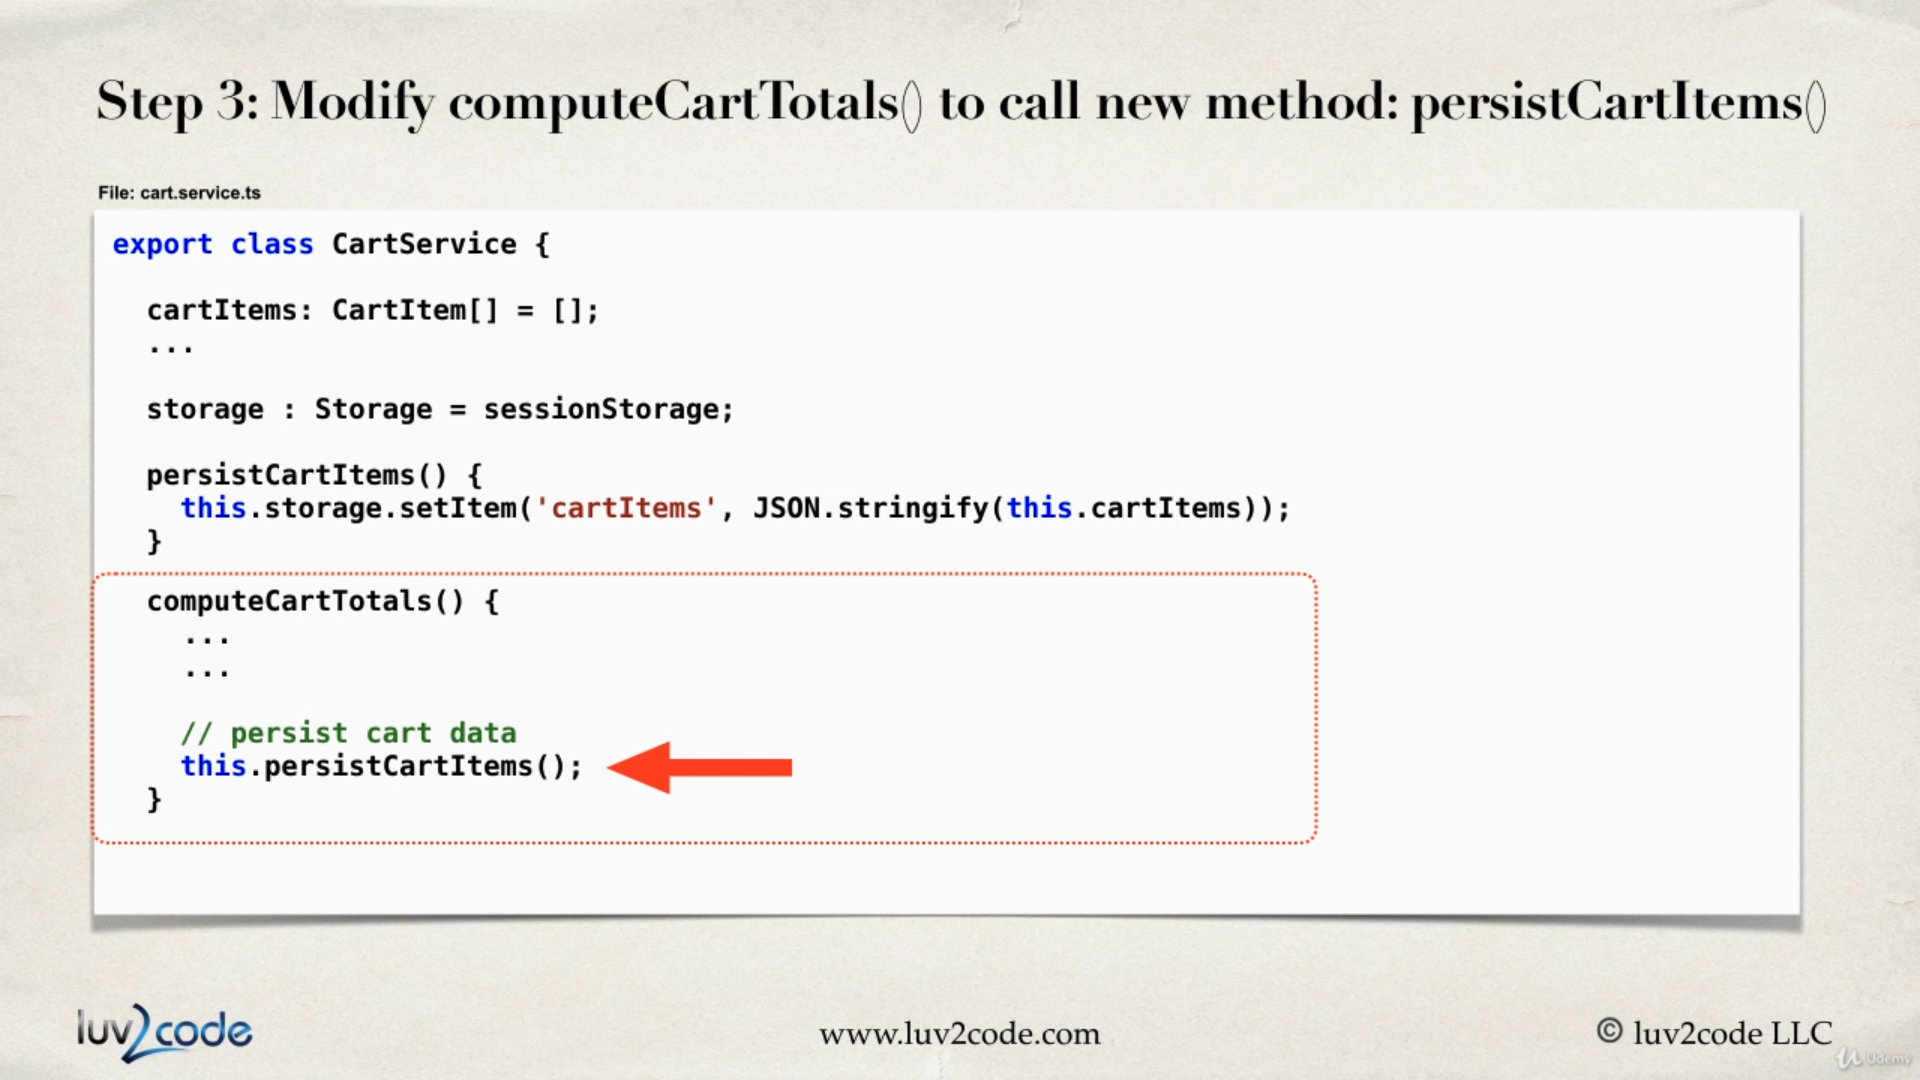 Step 3: Modify computeCartTotals() to call new method: persistCartItems()
File: cart.service.ts
export class CartService {
cartItems: CartItem[] = [];
...
storage : Storage = sessionStorage;
persistCartItems() {
this.storage.setItem('cartItems', JSON.stringify(this.cartItems));
}
computeCartTotals() {
...
...
// persist cart data
this.persistCartItems();
}
luv2code
www.luv2code.com
© luv2code LLC
Udemy